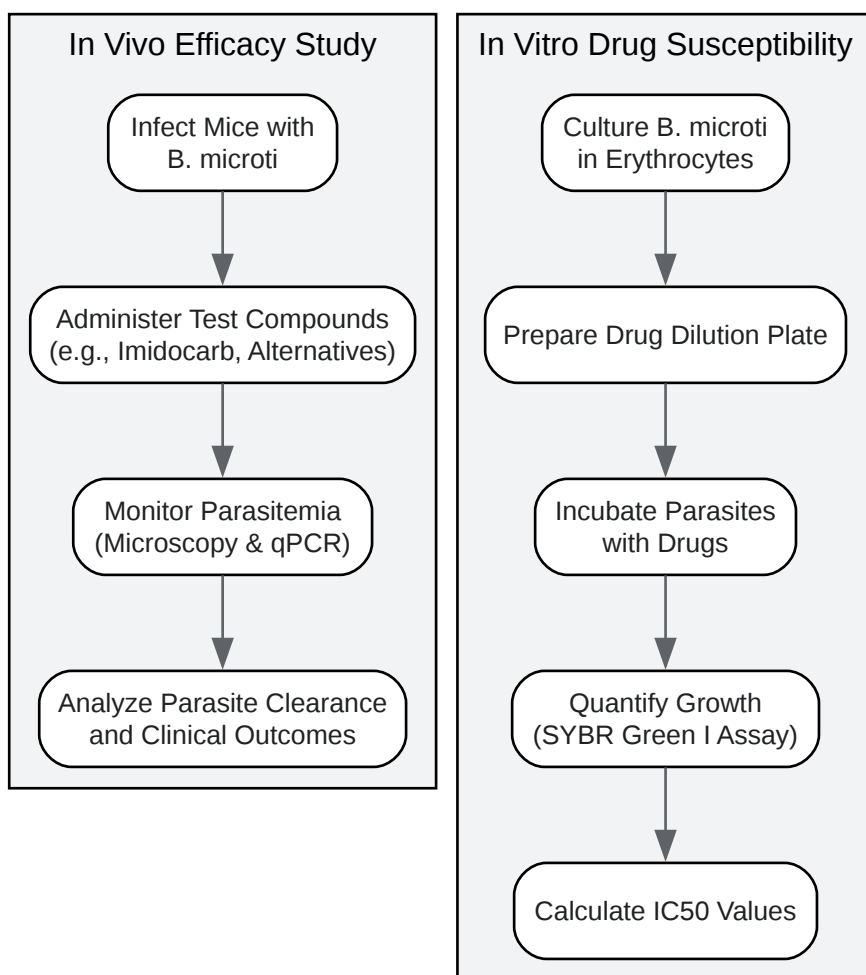 In Vivo Efficacy Study
Infect Mice with
B. microti
Administer Test Compounds
(e.g., Imidocarb, Alternatives)
Monitor Parasitemia
(Microscopy & qPCR)
Analyze Parasite Clearance
and Clinical Outcomes
In Vitro Drug Susceptibility
Culture B. microti
in Erythrocytes
Prepare Drug Dilution Plate
Incubate Parasites
with Drugs
Quantify Growth
(SYBR Green I Assay)
Calculate IC50 Values